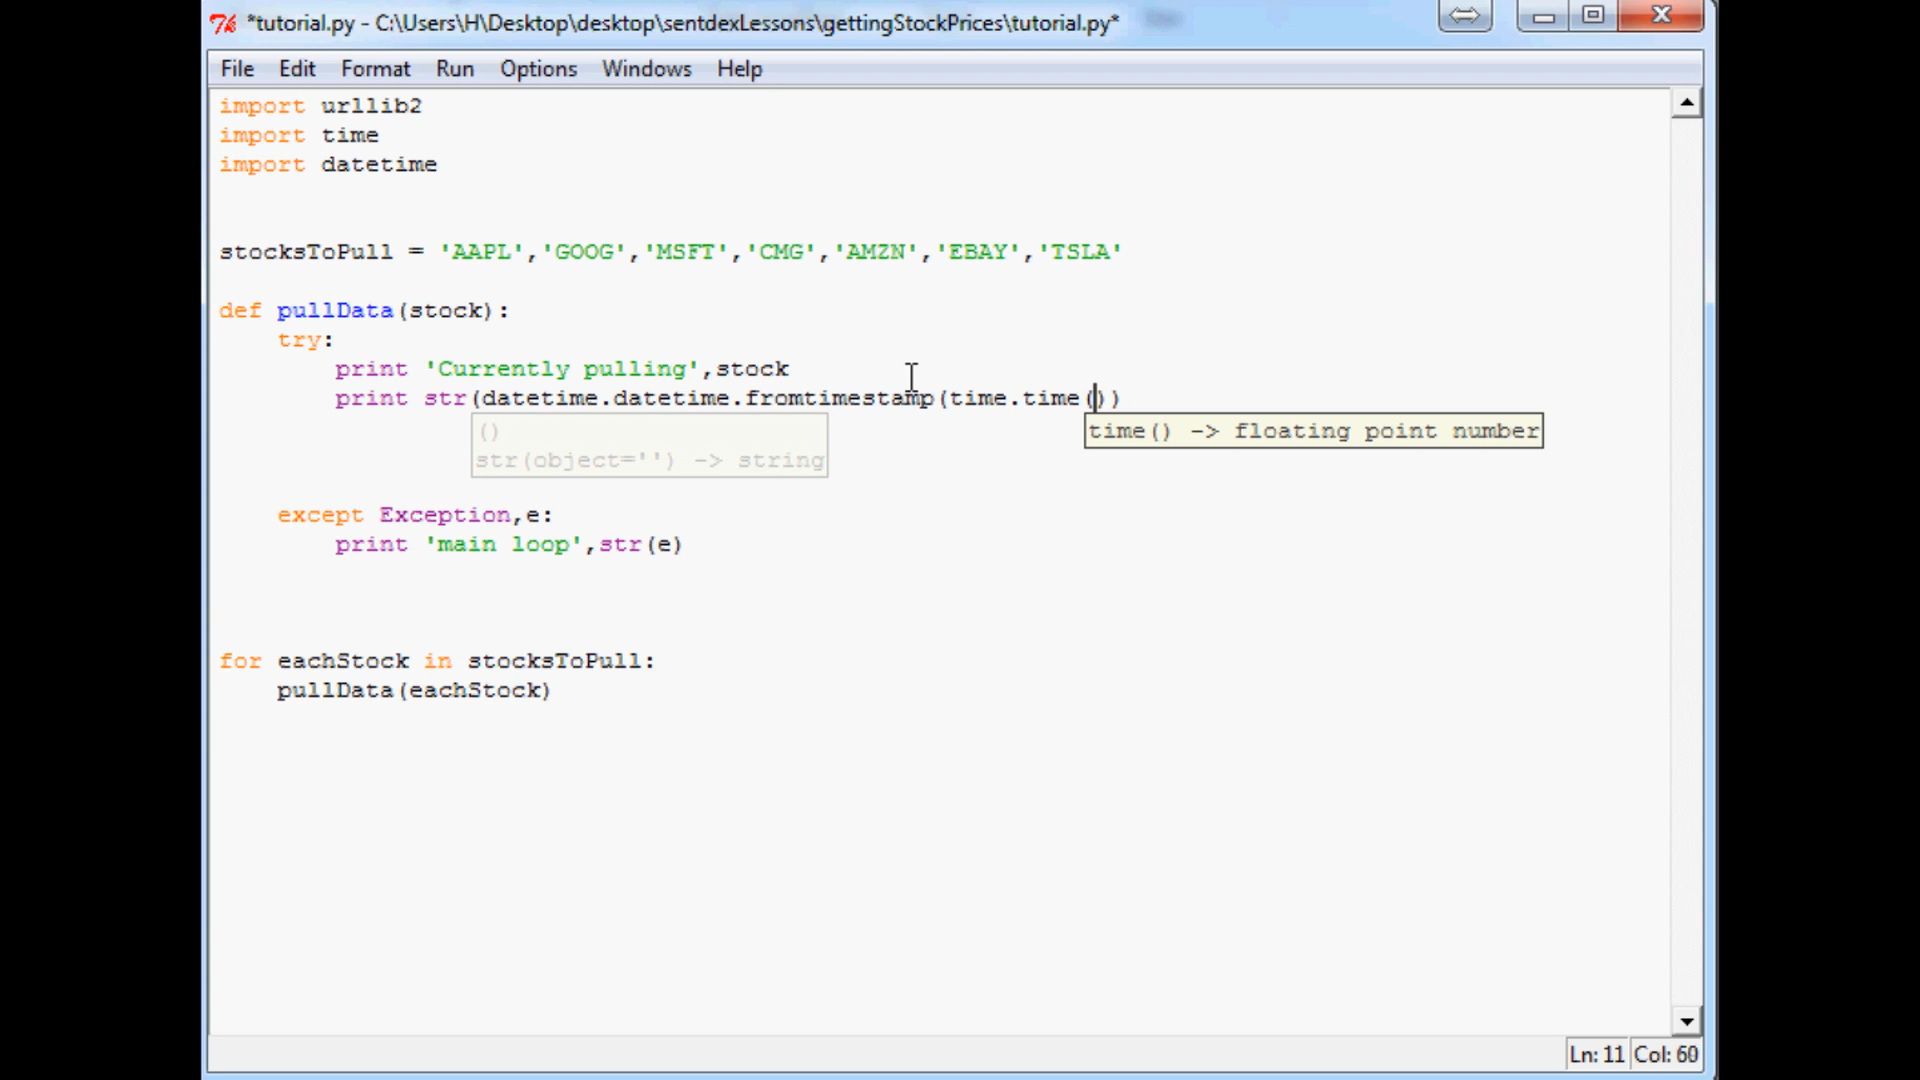 *tutorial.py - C:\Users\H\Desktop\desktop\sentdexLessons\gettingStockPrices\tutorial.py*
File Edit Format Run Options Windows Help
import urllib2
import time
import datetime
stocksToPull = 'AAPL','GOOG','MSFT','CMG','AMZN','EBAY','TSLA'
def pullData(stock):
    try:
        print 'Currently pulling',stock
        print str(datetime.datetime.fromtimestamp(time.time())
()
time() -> floating point number
str(object='') -> string
    except Exception,e:
        print 'main loop',str(e)
for eachStock in stocksToPull:
    pullData(eachStock)
Ln: 11 Col: 60